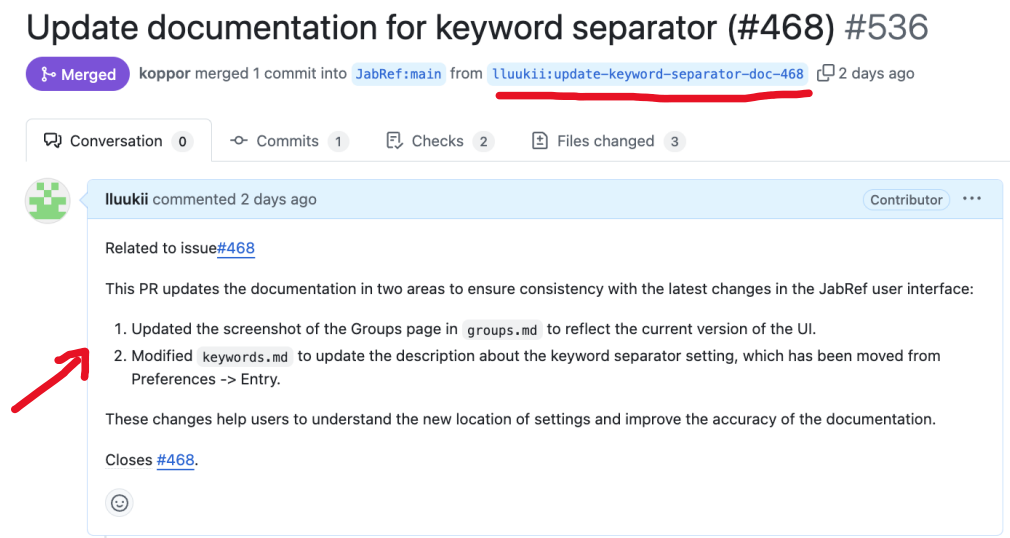 Update documentation for keyword separator (#468) #536
Merged koppor merged 1 commit into JabRef:main from lluukii:update-keyword-separator-doc-468 2 days ago
Conversation 0 Commits 1 Checks 2 Files changed 3
lluukii commented 2 days ago Contributor ...
Related to issue#468
This PR updates the documentation in two areas to ensure consistency with the latest changes in the JabRef user interface:
1. Updated the screenshot of the Groups page in groups.md to reflect the current version of the UI.
2. Modified keywords.md to update the description about the keyword separator setting, which has been moved from
Preferences -> Entry.
These changes help users to understand the new location of settings and improve the accuracy of the documentation.
Closes #468.